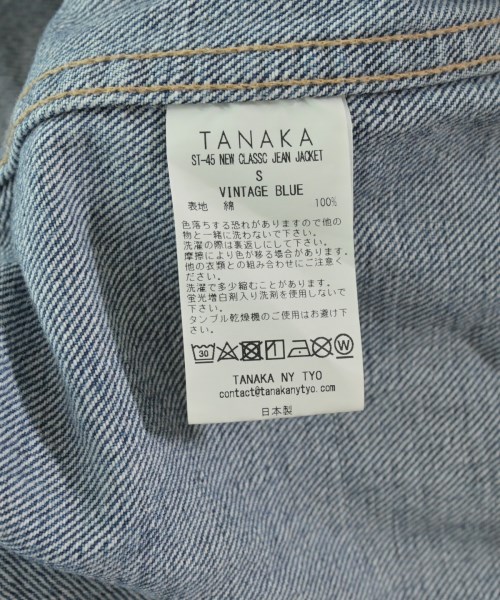 TANAKA
ST-45 NEW CLASSC JEAN JACKET
S
VINTAGE BLUE
表地 綿 100%
色落ちする恐れがありますので他の
物と一緒に洗わないで下さい。
洗濯の際は裏返しにして下さい。
摩擦により色が移る場合があります。
他の衣類との組み合わせにご注意く
ださい。
洗濯で多少縮むことがあります。
蛍光増白剤入り洗剤を使用しないで
下さい。
タンブル乾燥機のご使用はお避け下
さい。
30 W
TANAKA NY TYO
contact@tanakanytyo.com
日本製